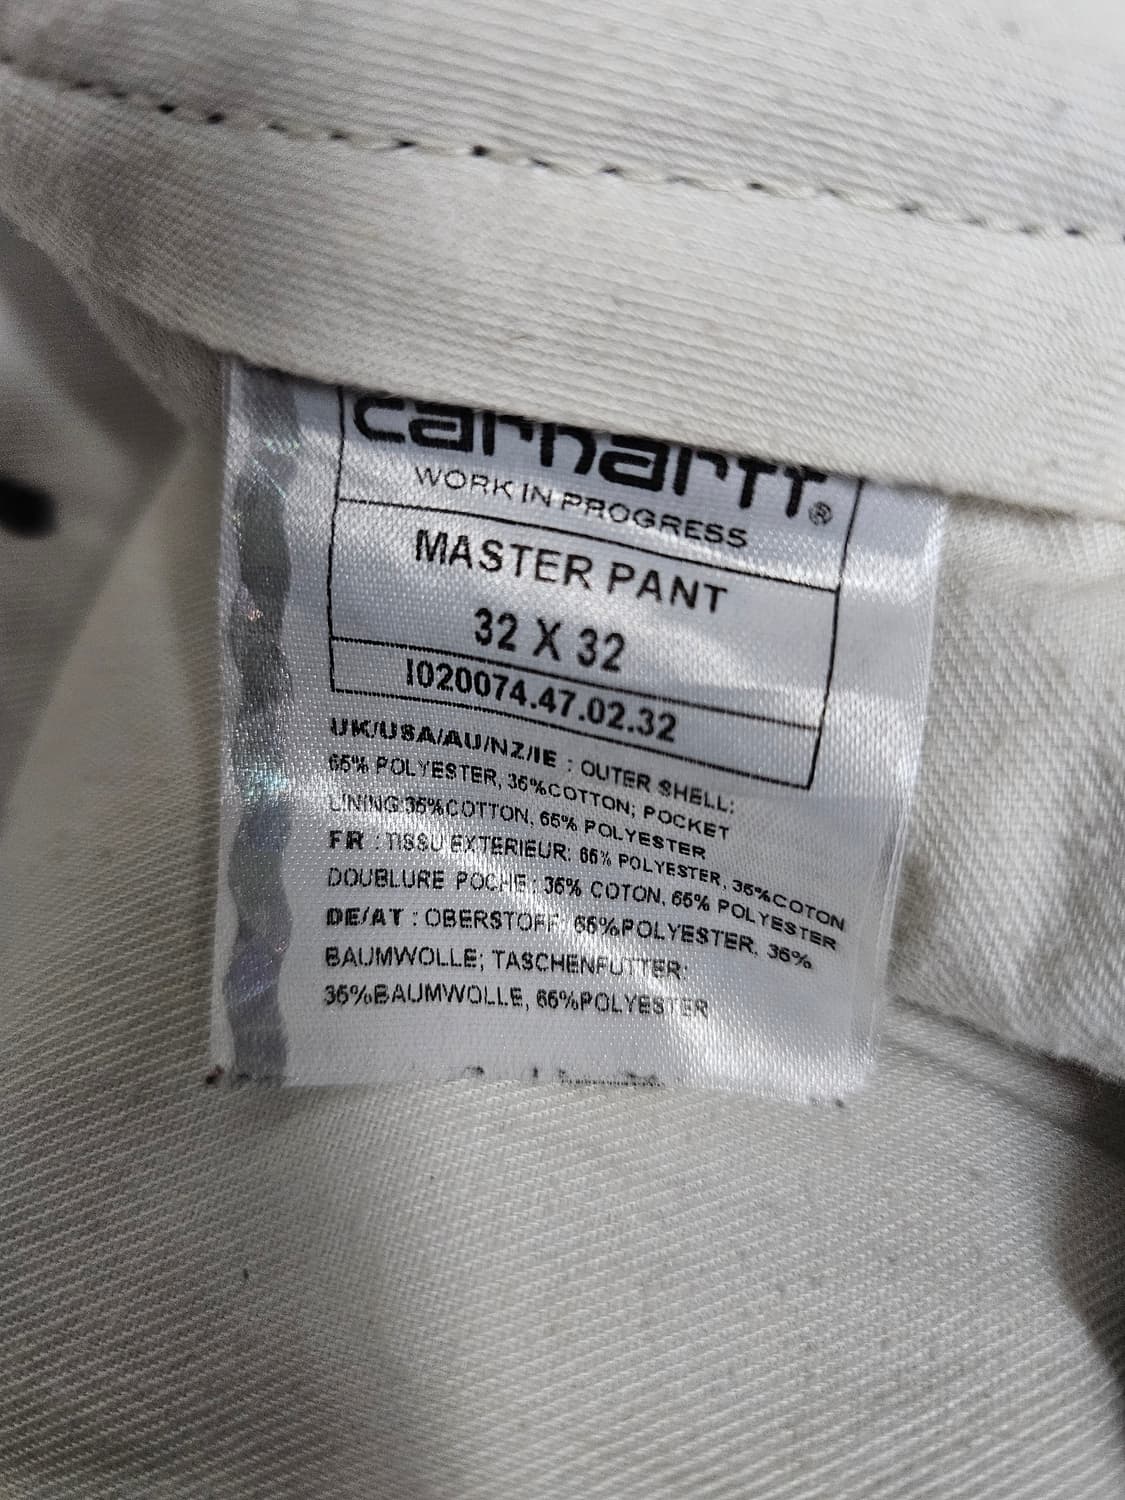 carhartt®
WORK IN PROGRESS
MASTER PANT
32 X 32
I020074.47.02.32
UK/USA/AU/NZ/IE : OUTER SHELL:
65% POLYESTER, 35%COTTON; POCKET
LINING:35%COTTON, 65% POLYESTER
FR : TISSU EXTERIEUR: 65% POLYESTER, 35%COTON
DOUBLURE POCHE : 35% COTON, 65% POLYESTER
DE/AT : OBERSTOFF: 65%POLYESTER, 35%
BAUMWOLLE; TASCHENFUTTER:
35%BAUMWOLLE, 65%POLYESTER